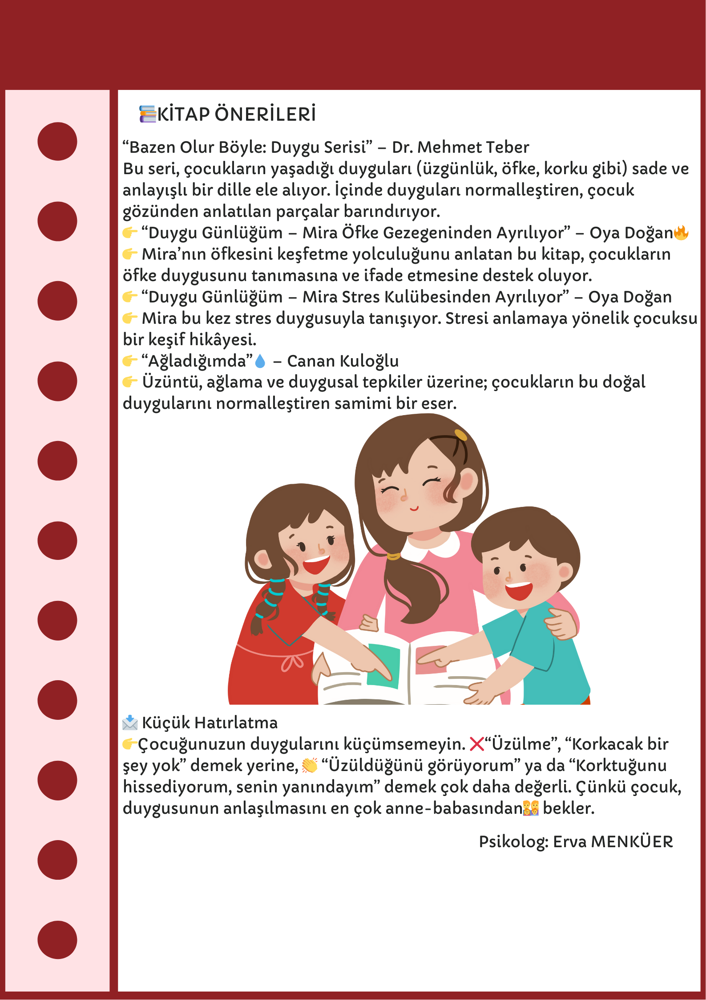 📚KİTAP ÖNERİLERİ
“Bazen Olur Böyle: Duygu Serisi” – Dr. Mehmet Teber
Bu seri, çocukların yaşadığı duyguları (üzgünlük, öfke, korku gibi) sade ve
anlayışlı bir dille ele alıyor. İçinde duyguları normalleştiren, çocuk
gözünden anlatılan parçalar barındırıyor.
👉 “Duygu Günlüğüm – Mira Öfke Gezegeninden Ayrılıyor” – Oya Doğan🔥
👉 Mira’nın öfkesini keşfetme yolculuğunu anlatan bu kitap, çocukların
öfke duygusunu tanımasına ve ifade etmesine destek oluyor.
👉 “Duygu Günlüğüm – Mira Stres Kulübesinden Ayrılıyor” – Oya Doğan
👉 Mira bu kez stres duygusuyla tanışıyor. Stresi anlamaya yönelik çocuksu
bir keşif hikâyesi.
👉 “Ağladığımda”💧 – Canan Kuloğlu
👉 Üzüntü, ağlama ve duygusal tepkiler üzerine; çocukların bu doğal
duygularını normalleştiren samimi bir eser.
📩 Küçük Hatırlatma
👉Çocuğunuzun duygularını küçümsemeyin. ❌“Üzülme”, “Korkacak bir
şey yok” demek yerine,👏 “Üzüldüğünü görüyorum” ya da “Korktuğunu
hissediyorum, senin yanındayım” demek çok daha değerli. Çünkü çocuk,
duygusunun anlaşılmasını en çok anne-babasından👩‍👩‍👧‍👦 bekler.
Psikolog: Erva MENKÜER